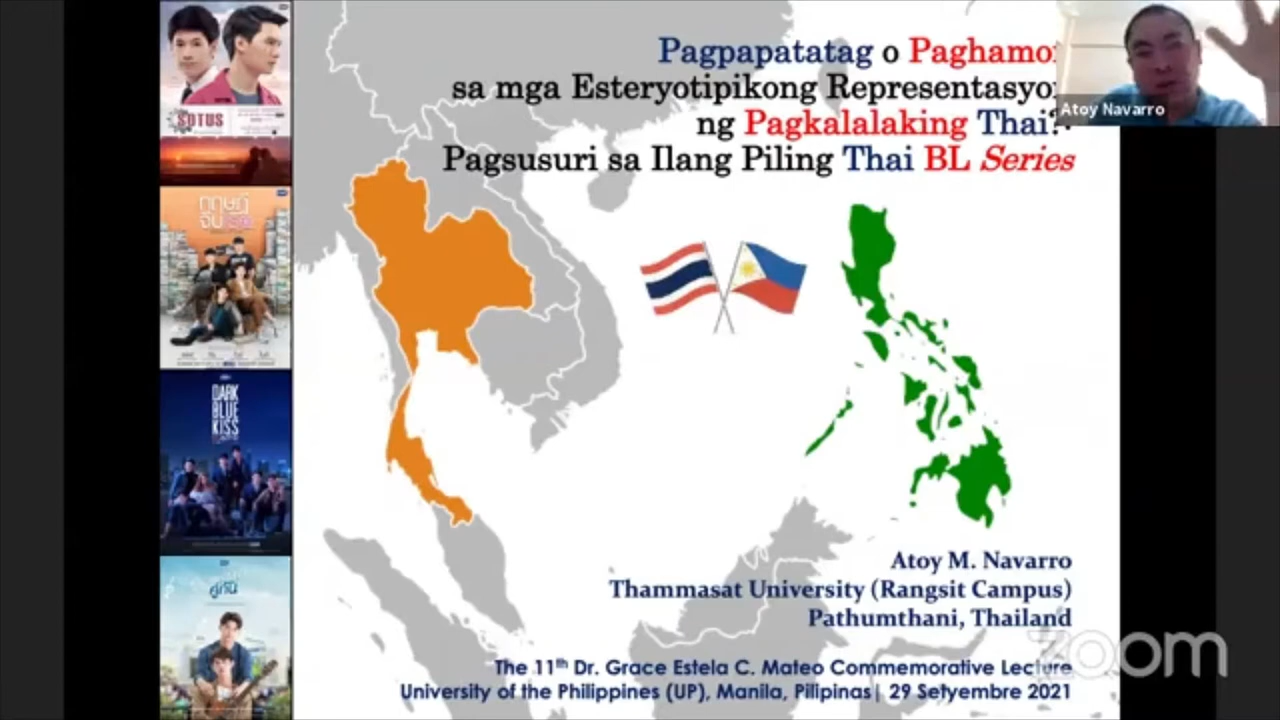 Pagpapatatag o Paghamo
sa mga Esteryotipikong Representasyo
ng Pagkalalaking Thai?
Pagsusuri sa Ilang Piling Thai BL Series
Atoy Navarro
SOTUS
DARK
BLUE
KISS
Atoy M. Navarro
Thammasat University (Rangsit Campus)
Pathumthani, Thailand
The 11th Dr. Grace Estela C. Mateo Commemorative Lecture
University of the Philippines (UP), Manila, Pilipinas| 29 Setyembre 2021
zoom